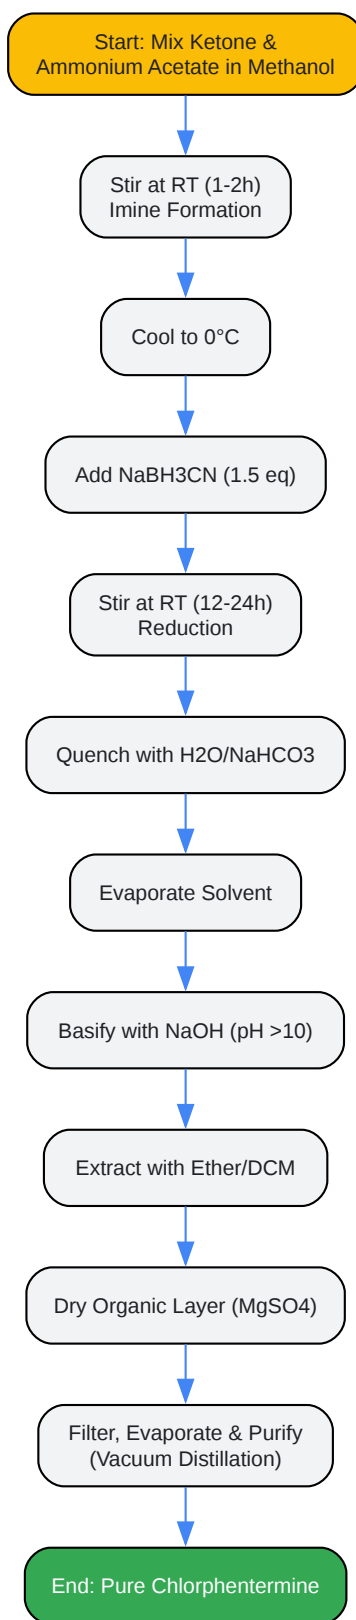 Start: Mix Ketone &
Ammonium Acetate in Methanol
Stir at RT (1-2h)
Imine Formation
Cool to 0°C
Add NaBH3CN (1.5 eq)
Stir at RT (12-24h)
Reduction
Quench with H2O/NaHCO3
Evaporate Solvent
Basify with NaOH (pH >10)
Extract with Ether/DCM
Dry Organic Layer (MgSO4)
Filter, Evaporate & Purify
(Vacuum Distillation)
End: Pure Chlorphentermine